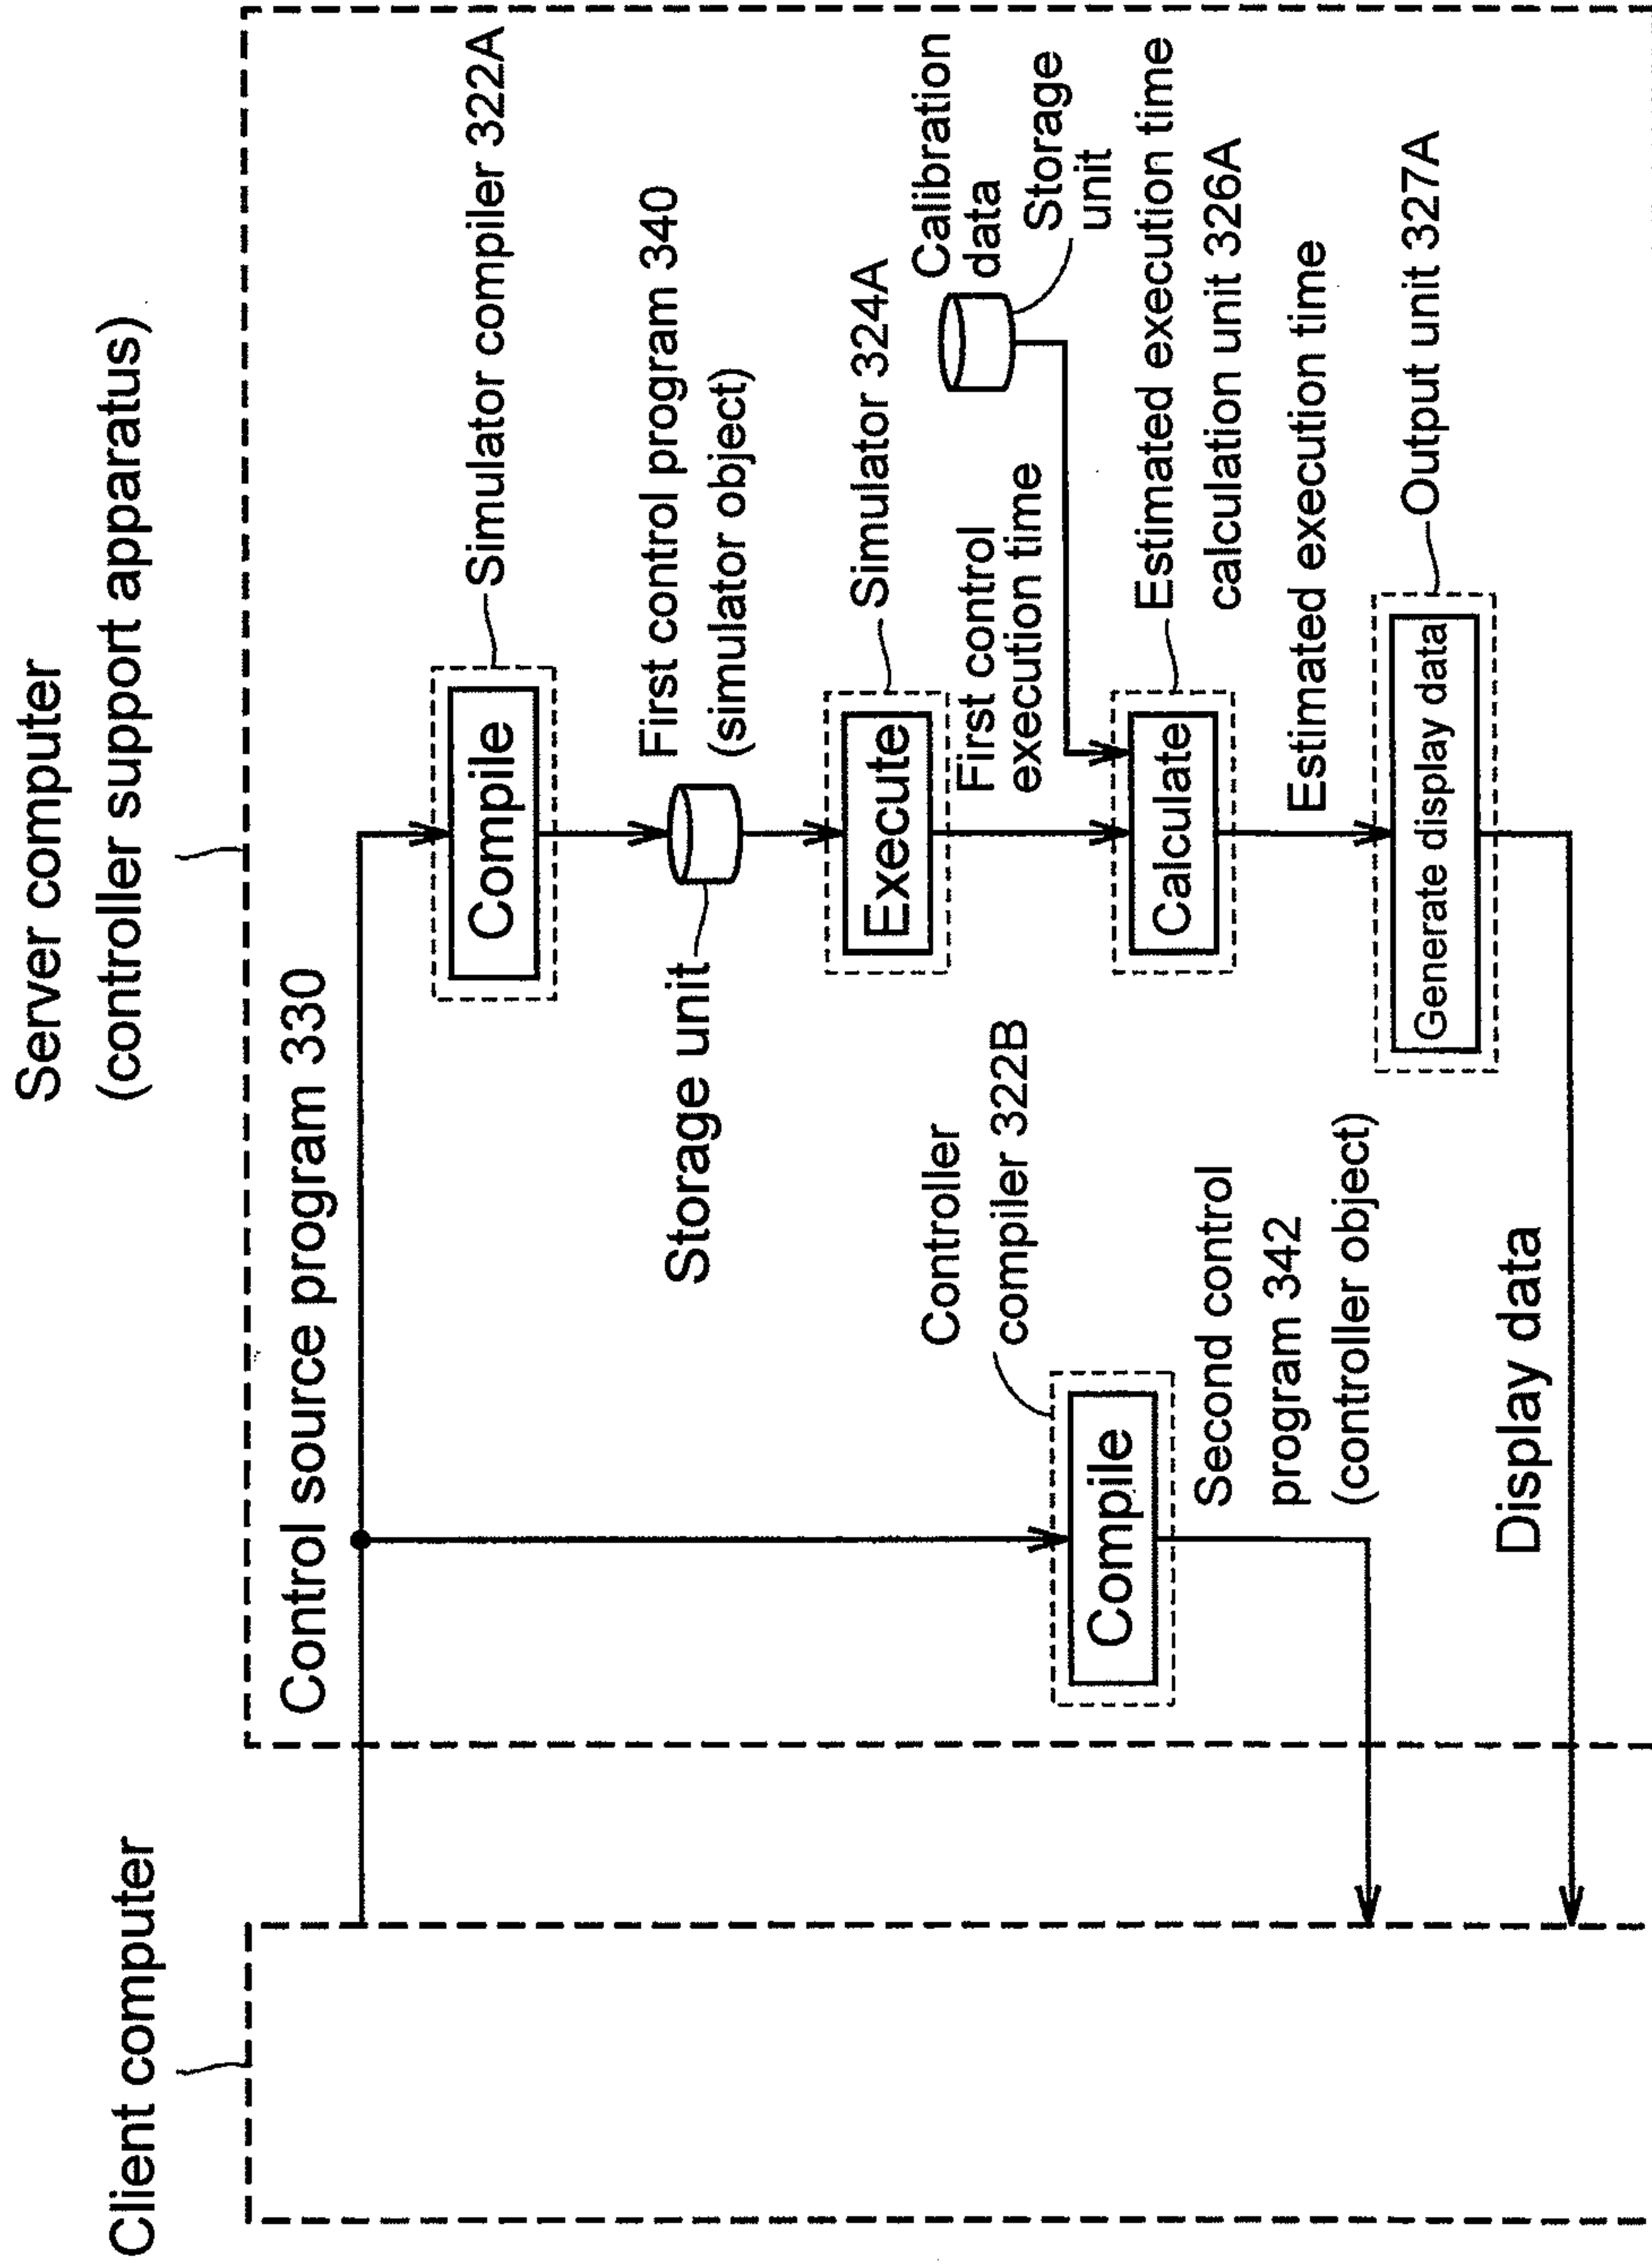 Client computer
Server computer
(controller support apparatus)
Control source program 330
Compile
Simulator compiler 322A
First control program 340
(simulator object)
Storage unit
Execute
Simulator 324A
First control
execution time
Calibration
data
Storage
unit
Calculate
Estimated execution time
calculation unit 326A
Estimated execution time
Generate display data
Output unit 327A
Controller
compiler 322B
Compile
Second control
program 342
(controller object)
Display data